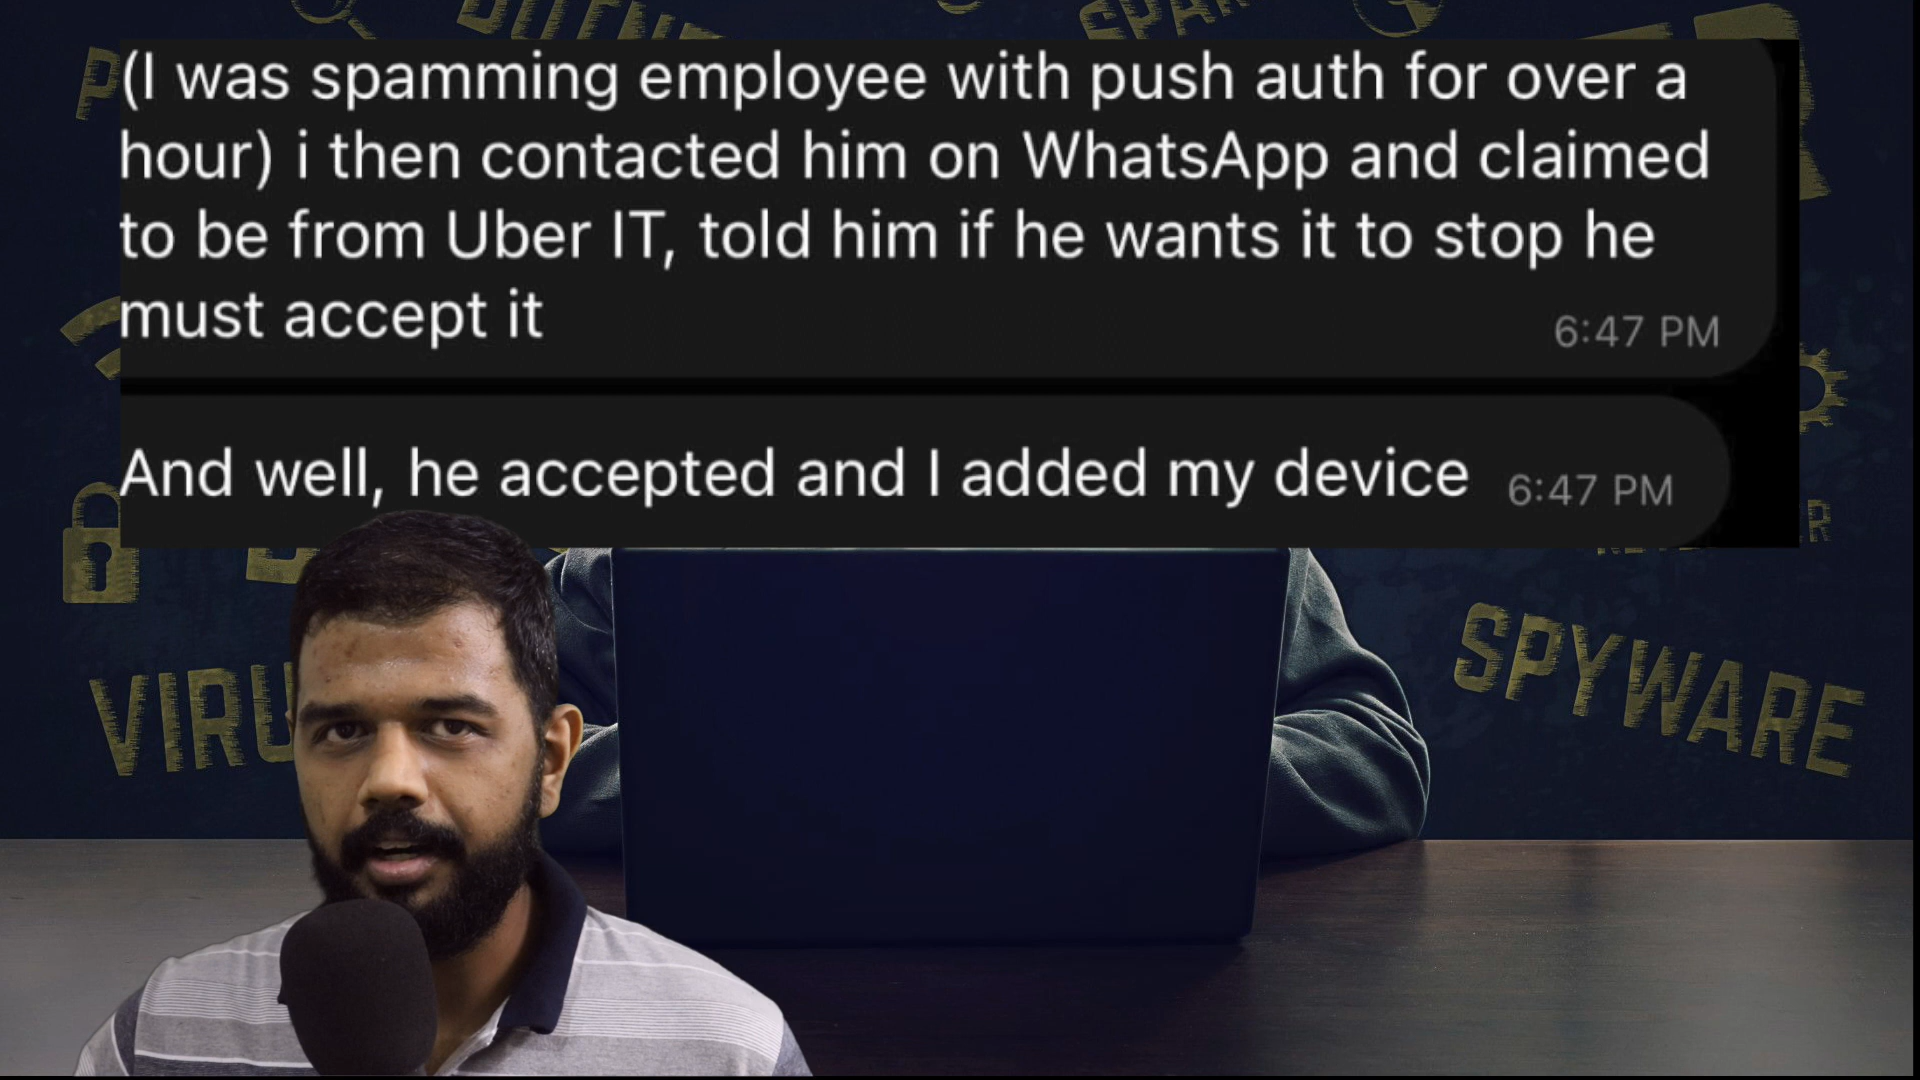 (I was spamming employee with push auth for over a
hour) i then contacted him on WhatsApp and claimed
to be from Uber IT, told him if he wants it to stop he
must accept it
6:47 PM
And well, he accepted and I added my device
6:47 PM
SPYWARE